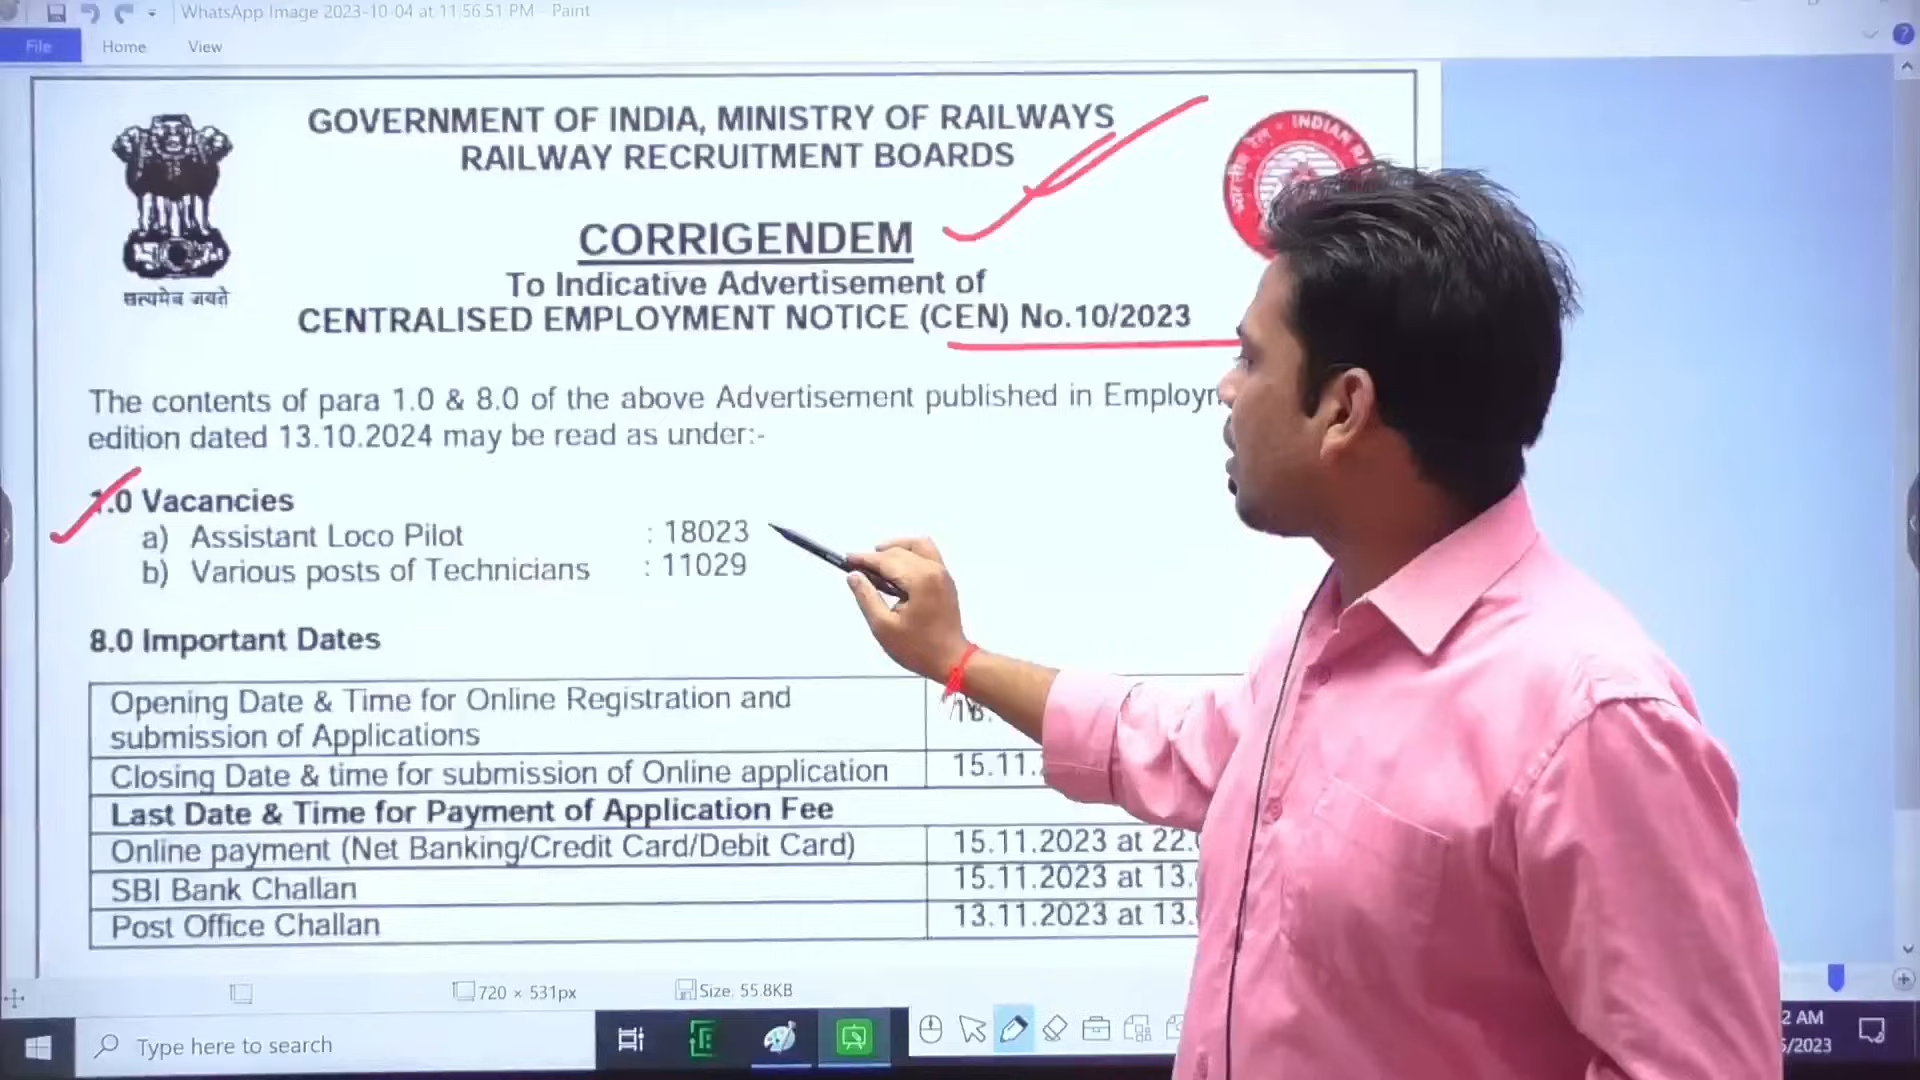 WhatsApp Image 2023-10-04 at 11.56.51 PM - Paint
File Home View
GOVERNMENT OF INDIA, MINISTRY OF RAILWAYS
RAILWAY RECRUITMENT BOARDS
INDIAN
भारतीय रेल
CORRIGENDEM
सत्यमेव जयते
To Indicative Advertisement of
CENTRALISED EMPLOYMENT NOTICE (CEN) No.10/2023
The contents of para 1.0 & 8.0 of the above Advertisement published in
edition dated 13.10.2024 may be read as under:-
1.0 Vacancies
a) Assistant Loco Pilot : 18023
b) Various posts of Technicians : 11029
8.0 Important Dates
Opening Date & Time for Online Registration and
submission of Applications
Closing Date & time for submission of Online application 15.11.
Last Date & Time for Payment of Application Fee
Online payment (Net Banking/Credit Card/Debit Card) 15.11.2023 at 22.
SBI Bank Challan 15.11.2023 at 13.
Post Office Challan 13.11.2023 at 13.
720 × 531px Size: 55.8KB
Type here to search
2 AM
/2023